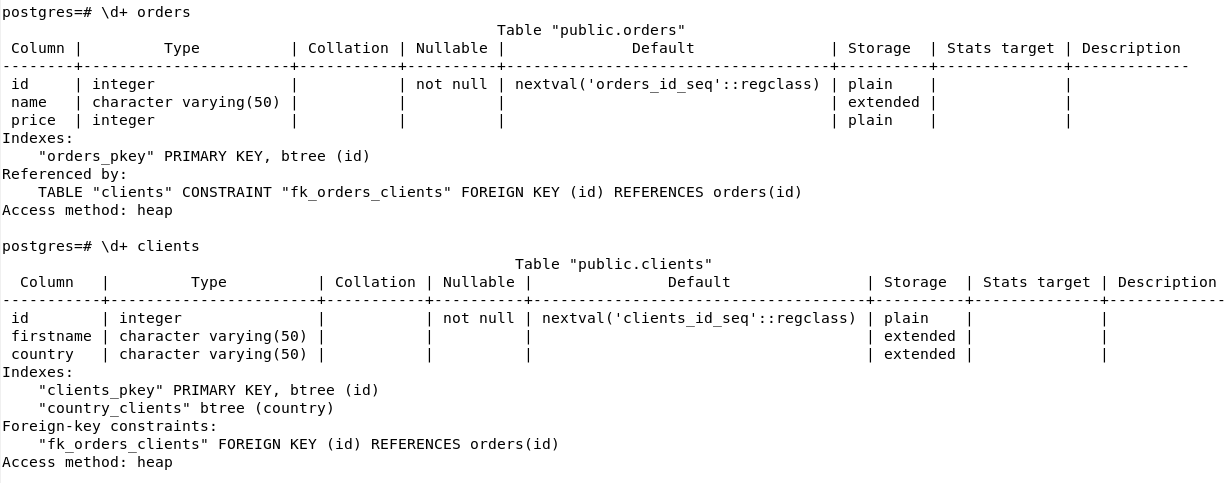 postgres=# \d+ orders
                                                       Table "public.orders"
 Column |         Type          | Collation | Nullable |              Default               | Storage  | Stats target | Description 
--------+-----------------------+-----------+----------+------------------------------------+----------+--------------+-------------
 id     | integer               |           | not null | nextval('orders_id_seq'::regclass) | plain    |              | 
 name   | character varying(50) |           |          |                                    | extended |              | 
 price  | integer               |           |          |                                    | plain    |              | 
Indexes:
    "orders_pkey" PRIMARY KEY, btree (id)
Referenced by:
    TABLE "clients" CONSTRAINT "fk_orders_clients" FOREIGN KEY (id) REFERENCES orders(id)
Access method: heap

postgres=# \d+ clients
                                                         Table "public.clients"
  Column   |         Type          | Collation | Nullable |               Default               | Storage  | Stats target | Description 
-----------+-----------------------+-----------+----------+-------------------------------------+----------+--------------+-------------
 id        | integer               |           | not null | nextval('clients_id_seq'::regclass) | plain    |              | 
 firstname | character varying(50) |           |          |                                     | extended |              | 
 country   | character varying(50) |           |          |                                     | extended |              | 
Indexes:
    "clients_pkey" PRIMARY KEY, btree (id)
    "country_clients" btree (country)
Foreign-key constraints:
    "fk_orders_clients" FOREIGN KEY (id) REFERENCES orders(id)
Access method: heap